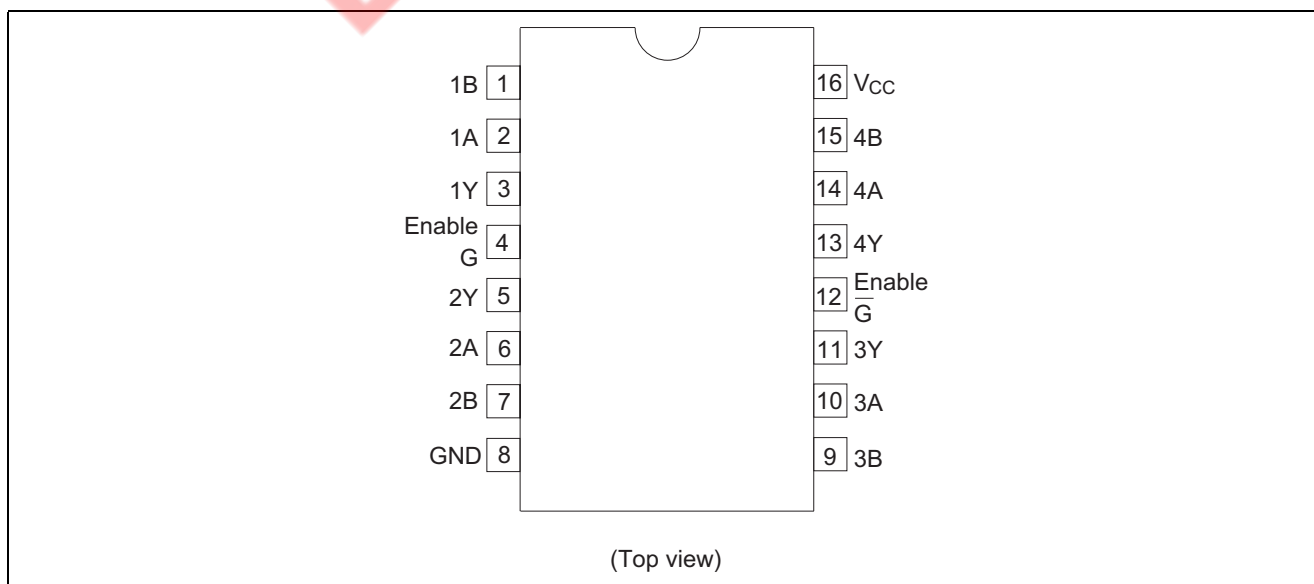 1B 1 16 VCC
1A 2 15 4B
1Y 3 14 4A
Enable
G 4 13 4Y
2Y 5 12 Enable
G̅
2A 6 11 3Y
2B 7 10 3A
GND 8 9 3B
(Top view)